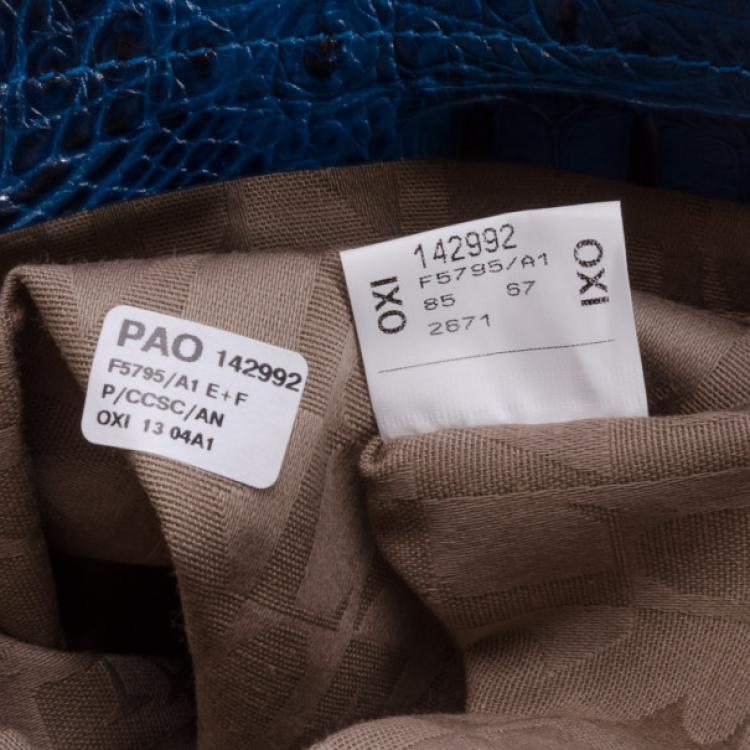 PAO 142992
F5795/A1 E+F
P/CCSC/AN
OXI 13 04A1
OXI
142992
F5795/A1
85 67
2671
OXI